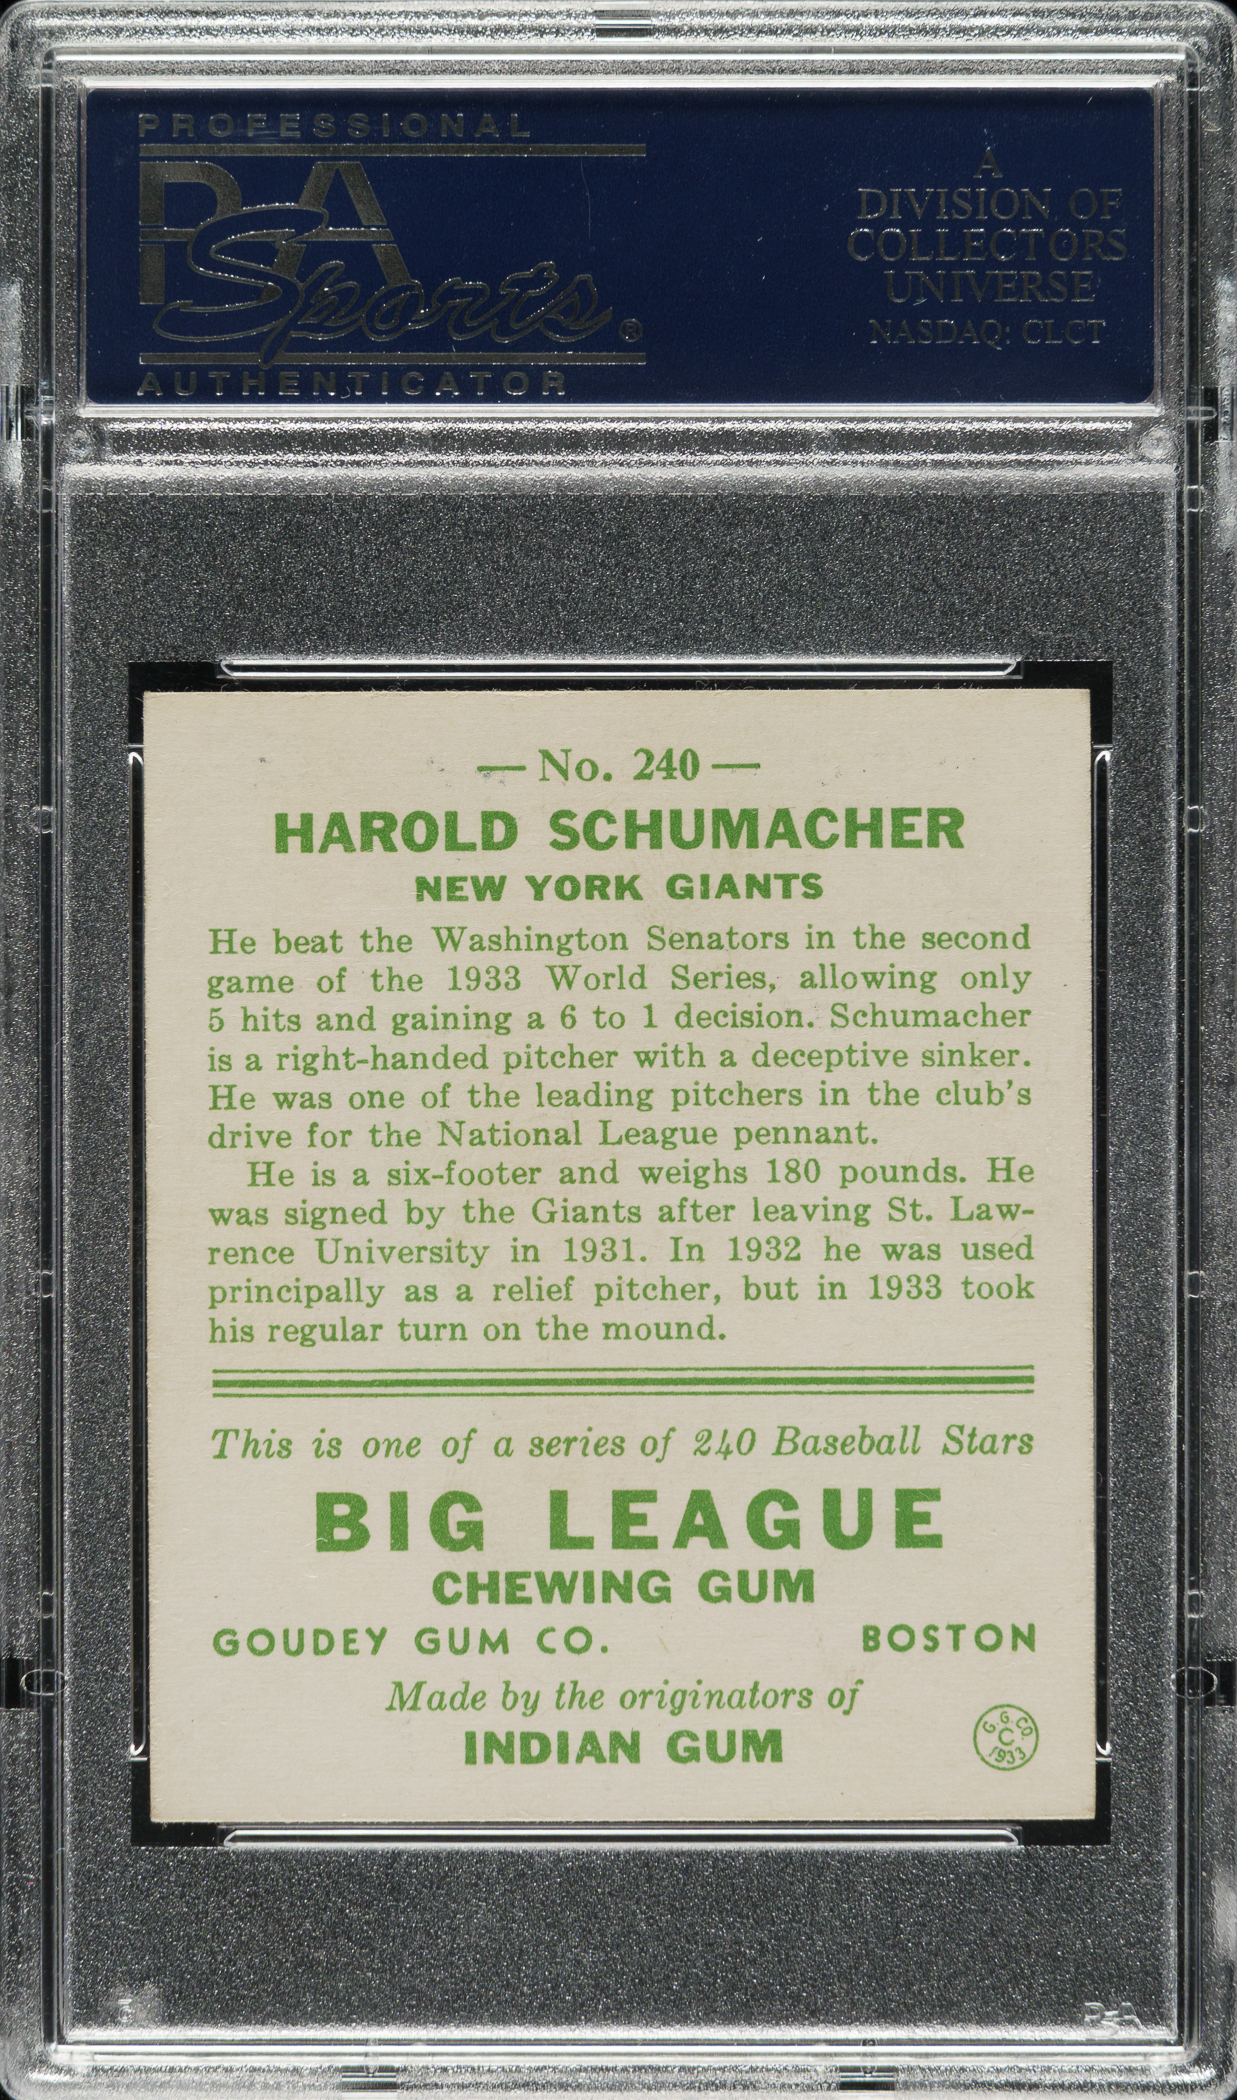 PROFESSIONAL
PSA
Sports®
AUTHENTICATOR
A
DIVISION OF
COLLECTORS
UNIVERSE
NASDAQ: CLCT
— No. 240 —
HAROLD SCHUMACHER
NEW YORK GIANTS
He beat the Washington Senators in the second
game of the 1933 World Series, allowing only
5 hits and gaining a 6 to 1 decision. Schumacher
is a right-handed pitcher with a deceptive sinker.
He was one of the leading pitchers in the club's
drive for the National League pennant.
He is a six-footer and weighs 180 pounds. He
was signed by the Giants after leaving St. Law-
rence University in 1931. In 1932 he was used
principally as a relief pitcher, but in 1933 took
his regular turn on the mound.
This is one of a series of 240 Baseball Stars
BIG LEAGUE
CHEWING GUM
GOUDEY GUM CO. BOSTON
Made by the originators of
INDIAN GUM
G. G. CO.
C
1933
PSA